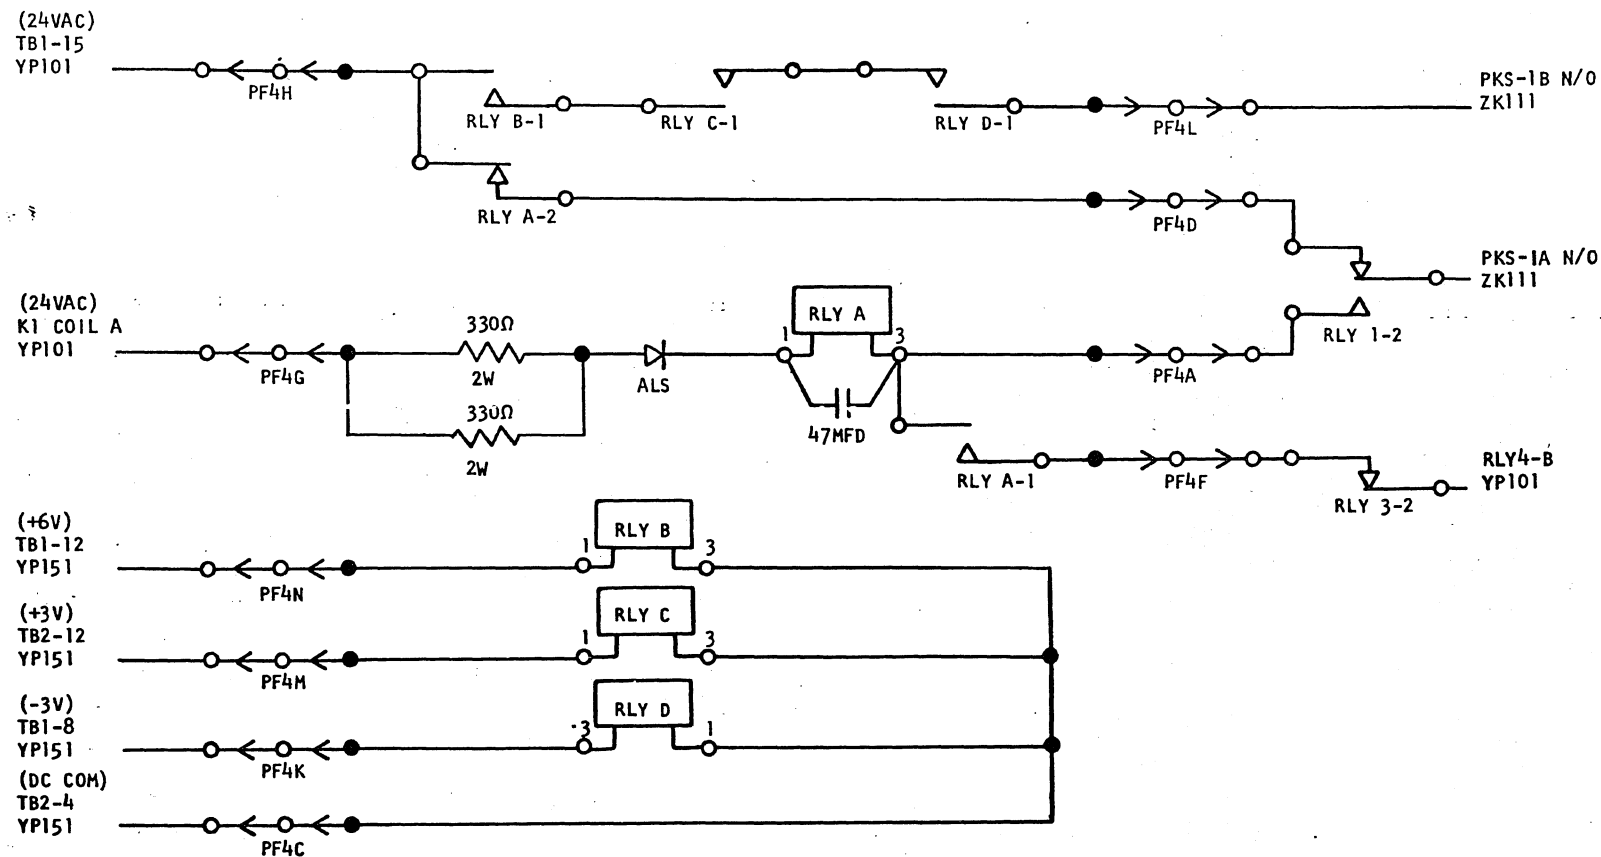 (24VAC)
TB1-15
YP101
PF4H
RLY B-1
RLY C-1
RLY D-1
PF4L
PKS-1B N/O
ZK111
RLY A-2
PF4D
PKS-1A N/O
ZK111
(24VAC)
K1 COIL A
YP101
PF4G
330Ω
2W
330Ω
2W
ALS
1
RLY A
3
47MFD
PF4A
RLY 1-2
RLY A-1
PF4F
RLY 3-2
RLY4-B
YP101
(+6V)
TB1-12
YP151
PF4N
1
RLY B
3
(+3V)
TB2-12
YP151
PF4M
1
RLY C
3
(-3V)
TB1-8
YP151
PF4K
3
RLY D
1
(DC COM)
TB2-4
YP151
PF4C